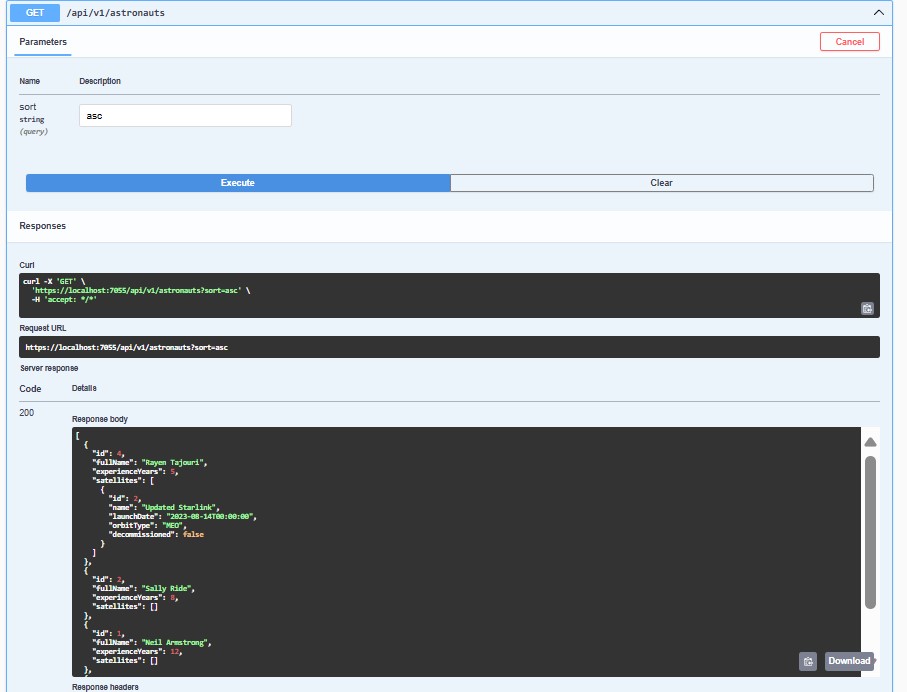 GET /api/v1/astronauts
Parameters
Cancel
Name Description
sort
string
(query)
asc
Execute
Clear
Responses
Curl
curl -X 'GET' \
'https://localhost:7055/api/v1/astronauts?sort=asc' \
-H 'accept: */*'
Request URL
https://localhost:7055/api/v1/astronauts?sort=asc
Server response
Code Details
200
Response body
[
{
"id": 4,
"fullName": "Rayen Tajouri",
"experienceYears": 5,
"satellites": [
{
"id": 2,
"name": "Updated Starlink",
"launchDate": "2023-08-14T00:00:00",
"orbitType": "MEO",
"decommissioned": false
}
]
},
{
"id": 2,
"fullName": "Sally Ride",
"experienceYears": 8,
"satellites": []
},
{
"id": 1,
"fullName": "Neil Armstrong",
"experienceYears": 12,
"satellites": []
},
Download
Response headers